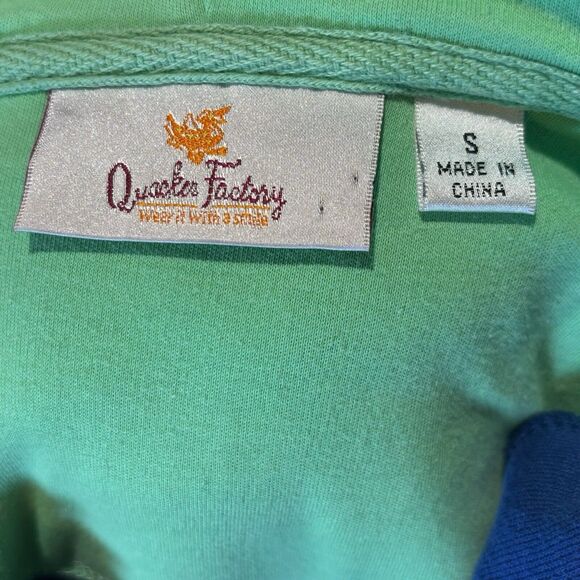 Quacker Factory
Wear it with a smile
S
MADE IN
CHINA